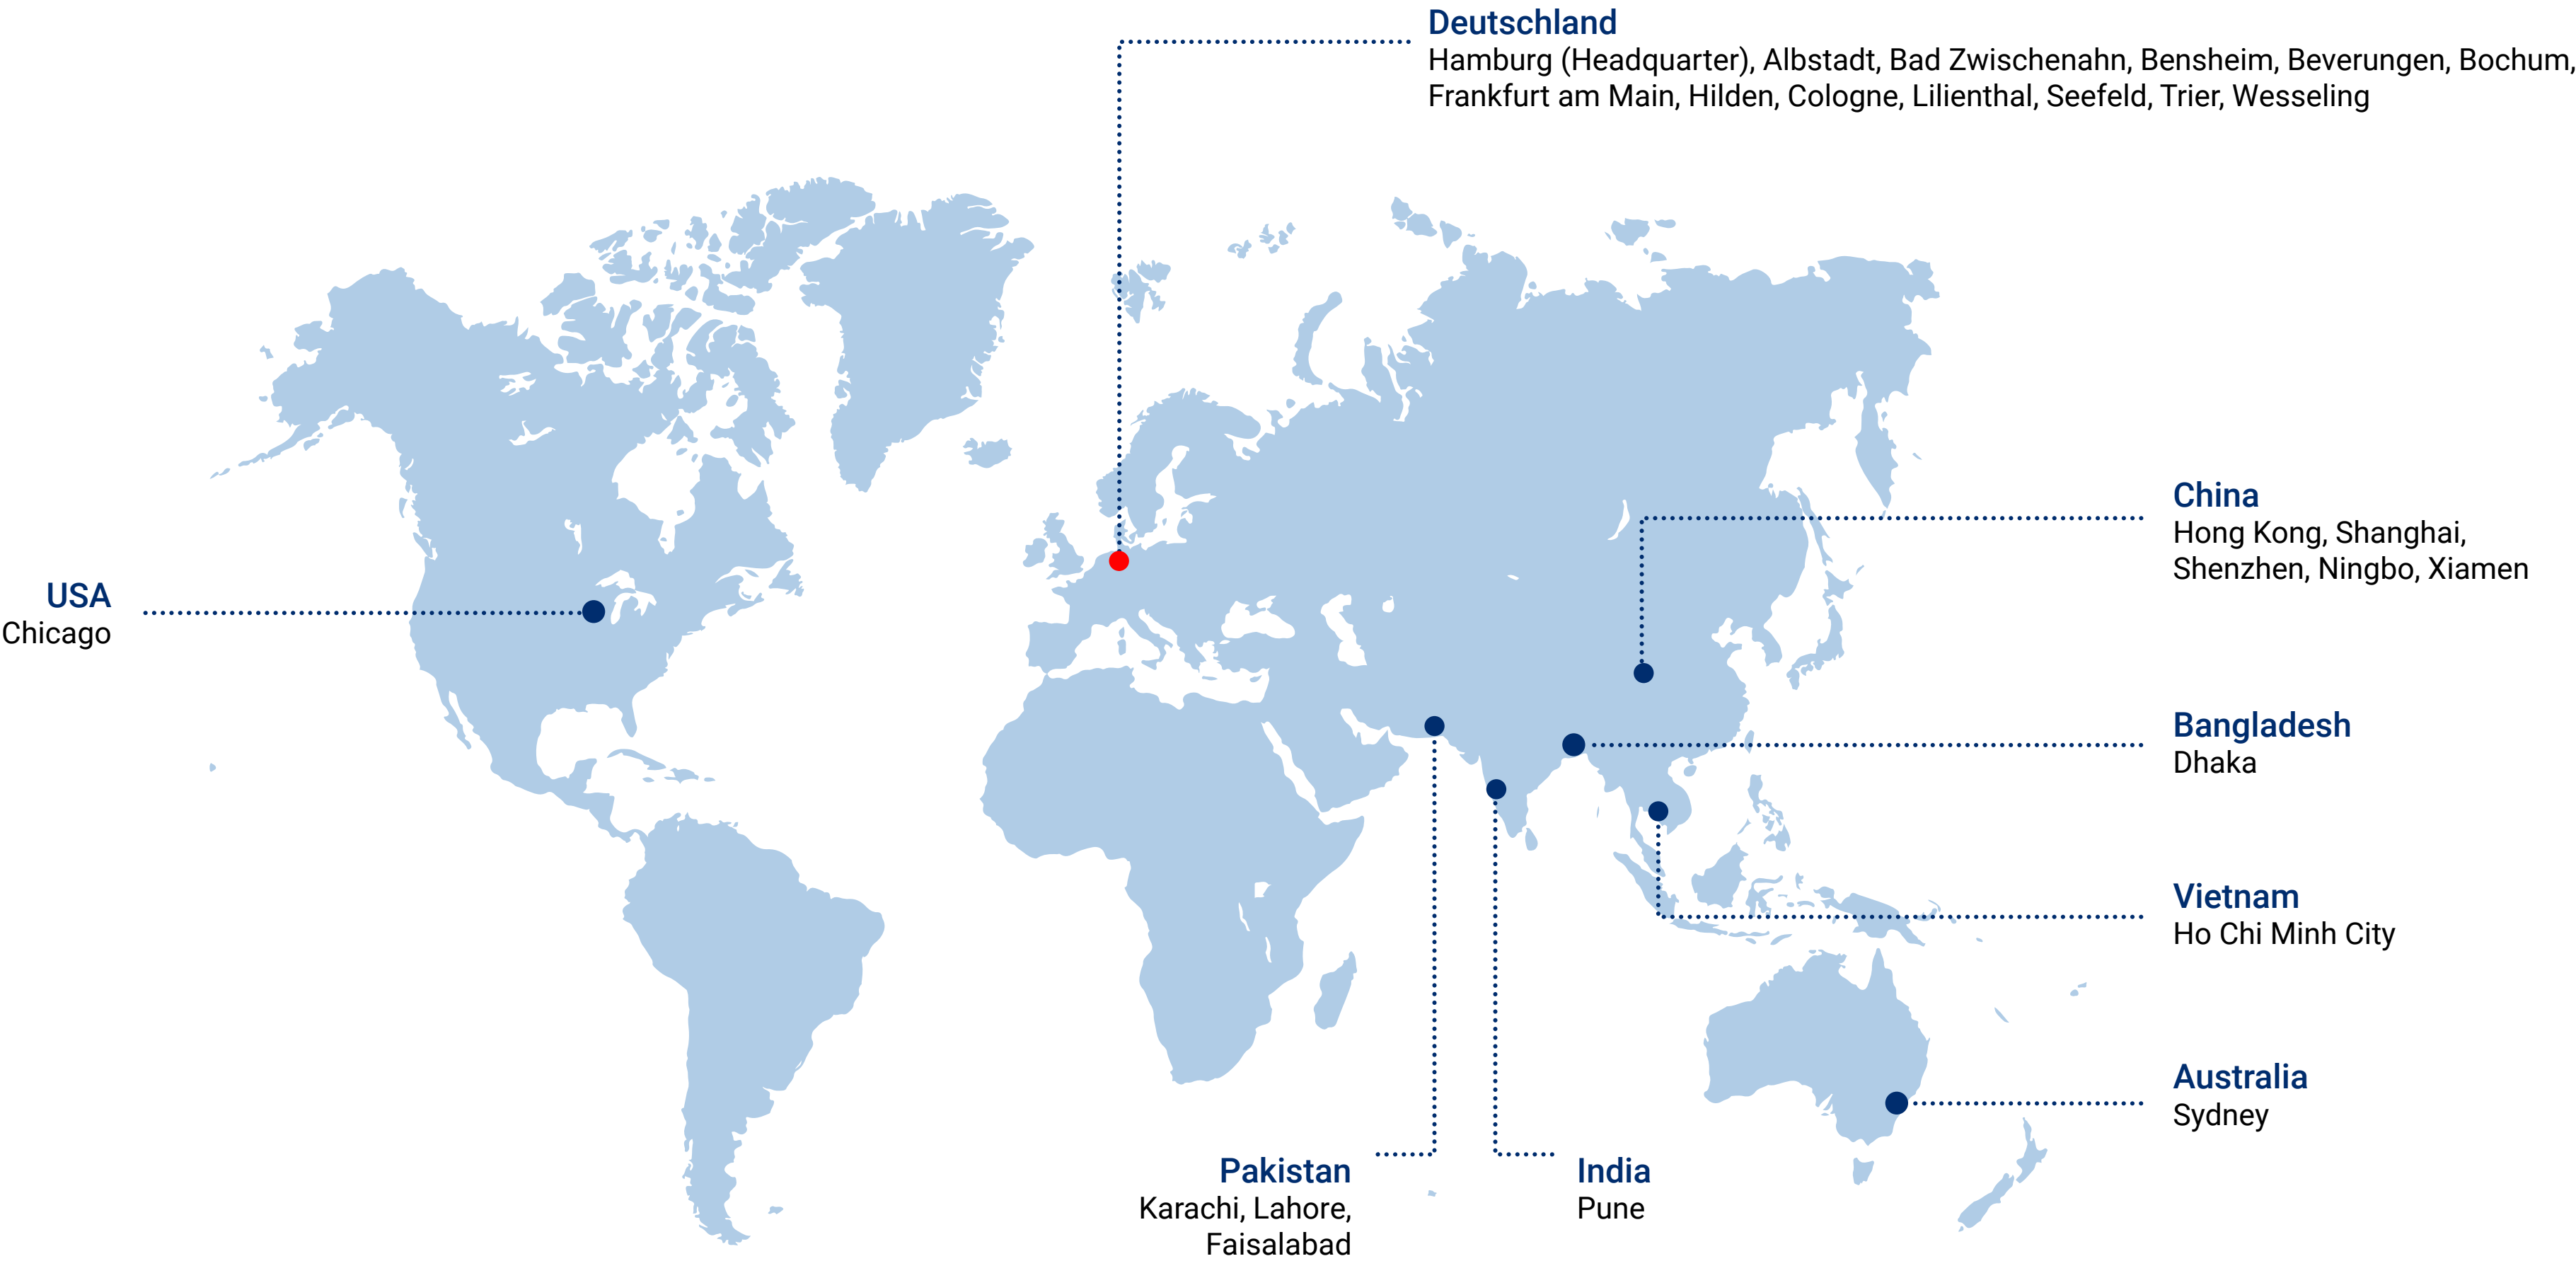 Deutschland
Hamburg (Headquarter), Albstadt, Bad Zwischenahn, Bensheim, Beverungen, Bochum,
Frankfurt am Main, Hilden, Cologne, Lilienthal, Seefeld, Trier, Wesseling
China
Hong Kong, Shanghai,
Shenzhen, Ningbo, Xiamen
USA
Chicago
Bangladesh
Dhaka
Vietnam
Ho Chi Minh City
Australia
Sydney
Pakistan
Karachi, Lahore,
Faisalabad
India
Pune